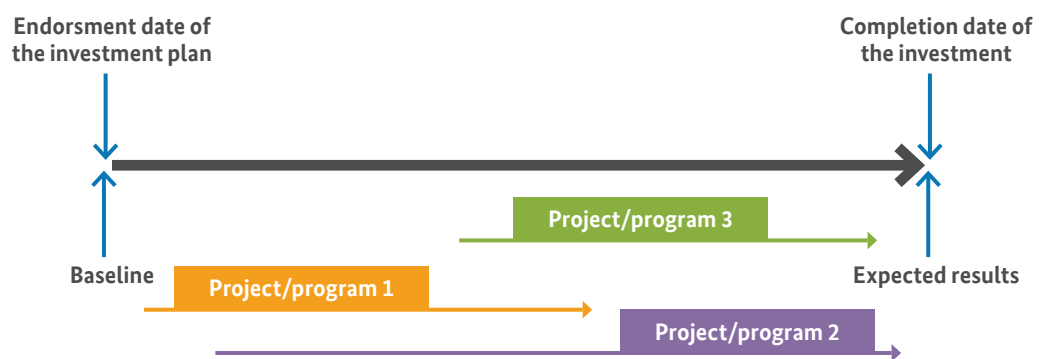 Endorsment date of
the investment plan
Completion date of
the investment
Project/program 3
Baseline
Expected results
Project/program 1
Project/program 2